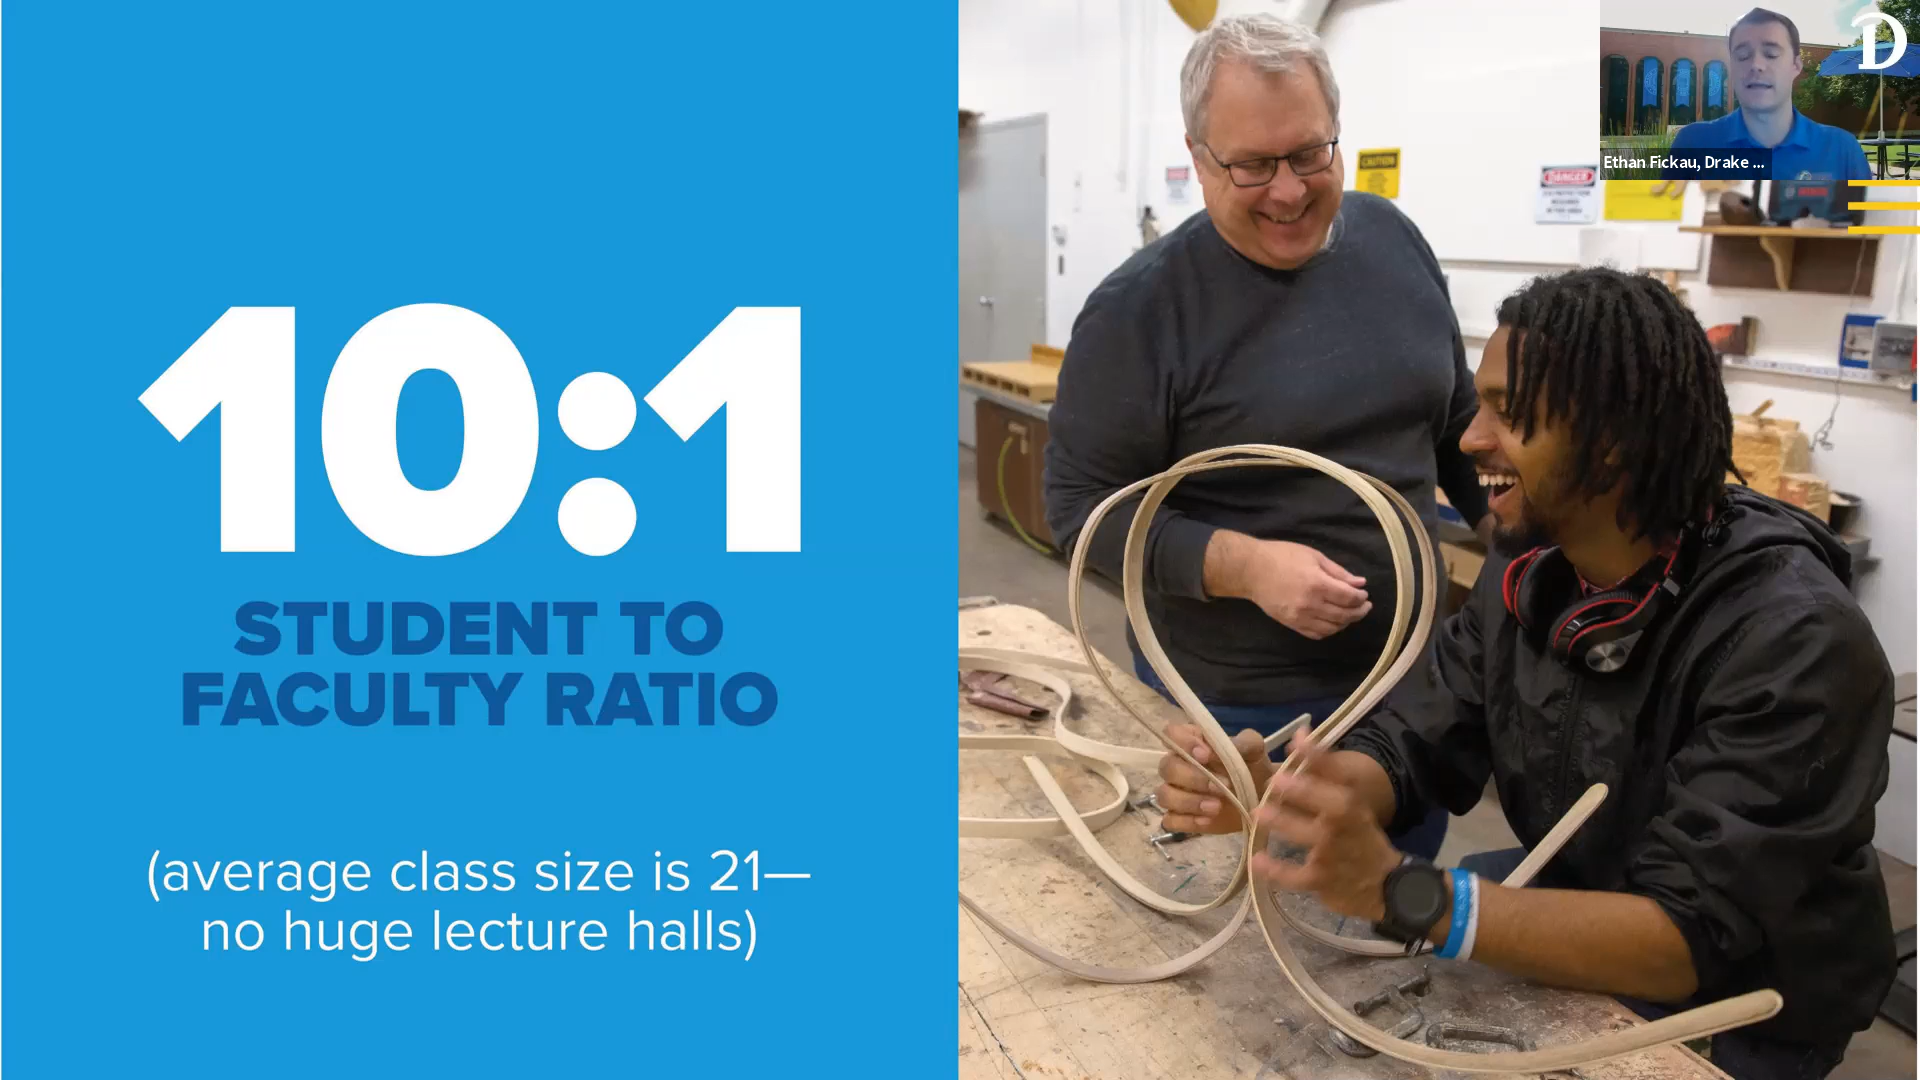 10:1
STUDENT TO
FACULTY RATIO
(average class size is 21—
no huge lecture halls)
CAUTION
DANGER
D
Ethan Fickau, Drake ...